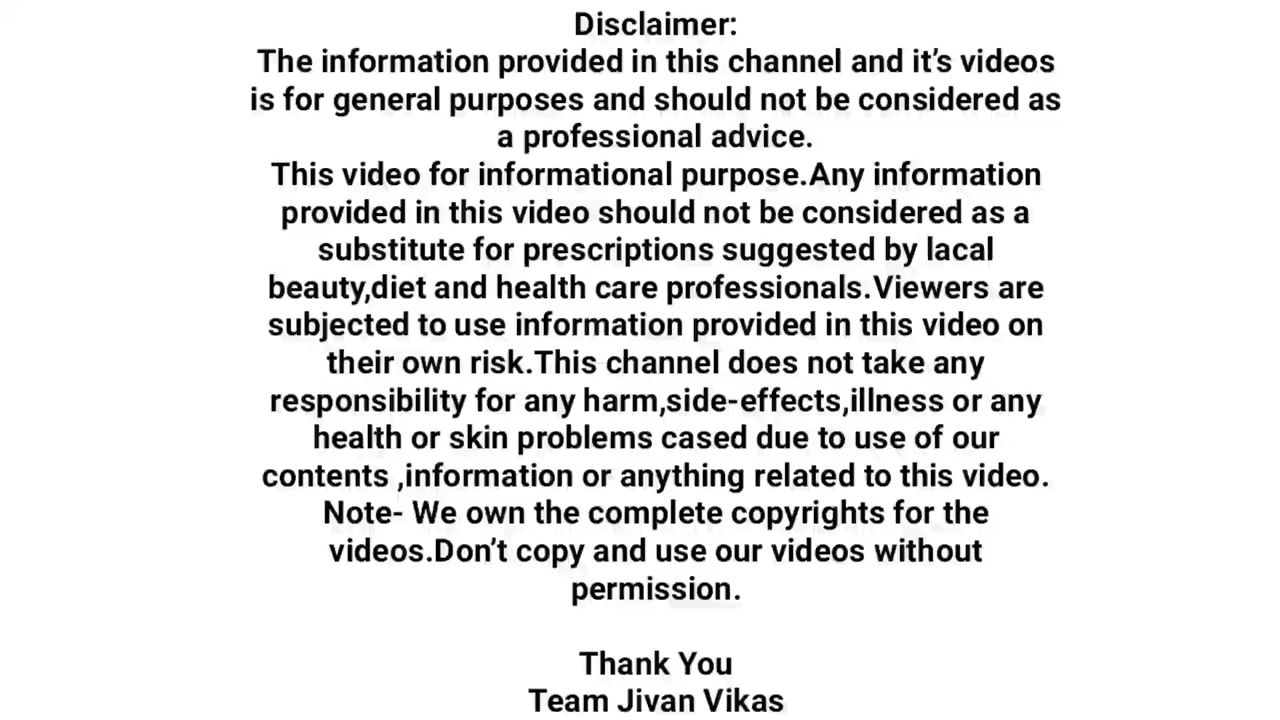 Disclaimer:
The information provided in this channel and it’s videos
is for general purposes and should not be considered as
a professional advice.
This video for informational purpose.Any information
provided in this video should not be considered as a
substitute for prescriptions suggested by lacal
beauty,diet and health care professionals.Viewers are
subjected to use information provided in this video on
their own risk.This channel does not take any
responsibility for any harm,side-effects,illness or any
health or skin problems cased due to use of our
contents ,information or anything related to this video.
Note- We own the complete copyrights for the
videos.Don’t copy and use our videos without
permission.
Thank You
Team Jivan Vikas